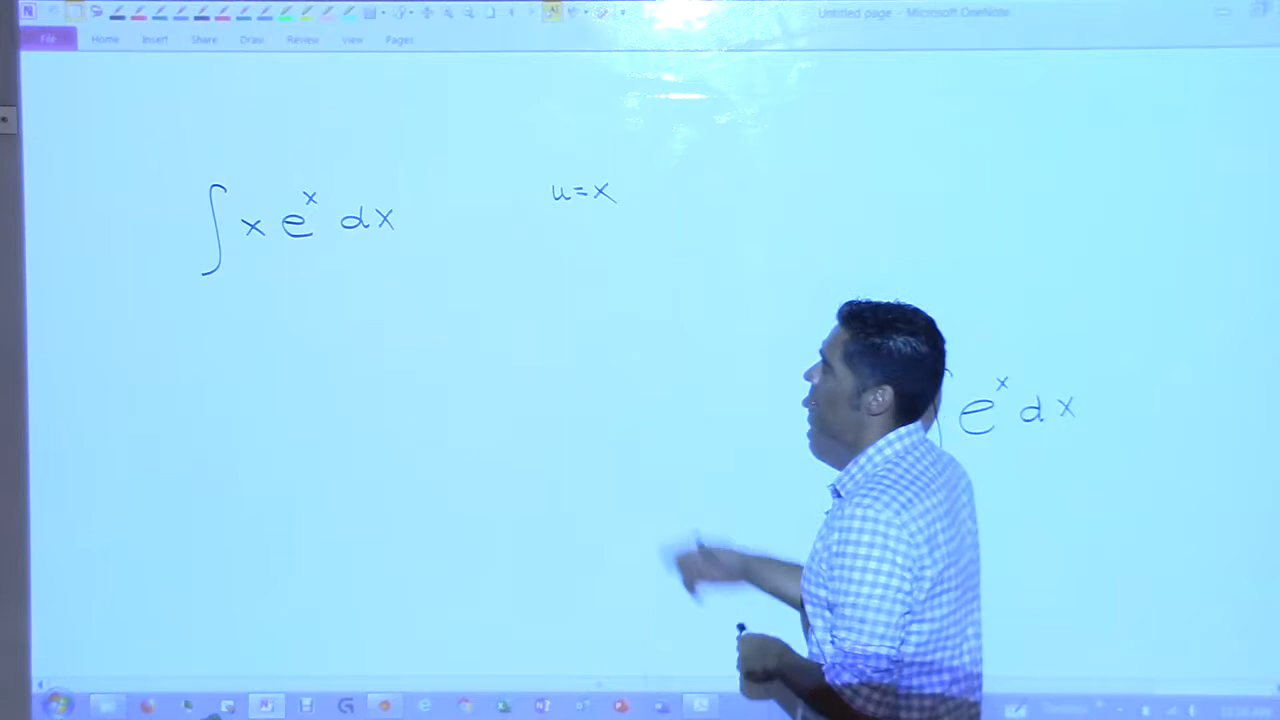 Untitled page - Microsoft OneNote
File Home Insert Share Draw Review View Pages
∫ x eˣ dx
u=x
∫ eˣ dx